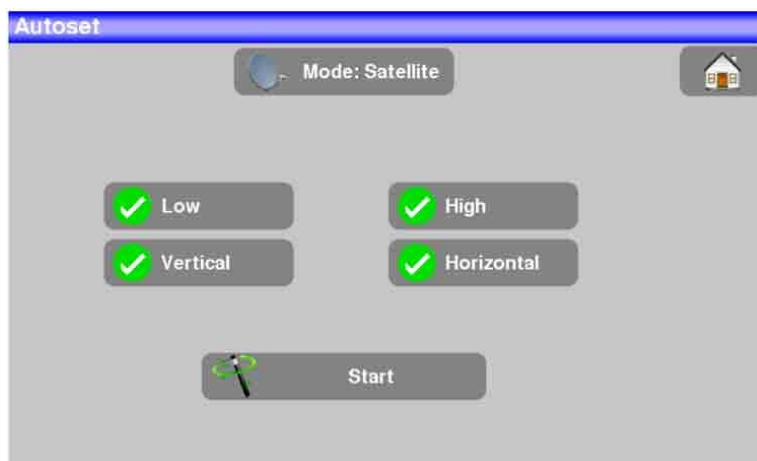 Autoset
Mode: Satellite
Low
High
Vertical
Horizontal
Start